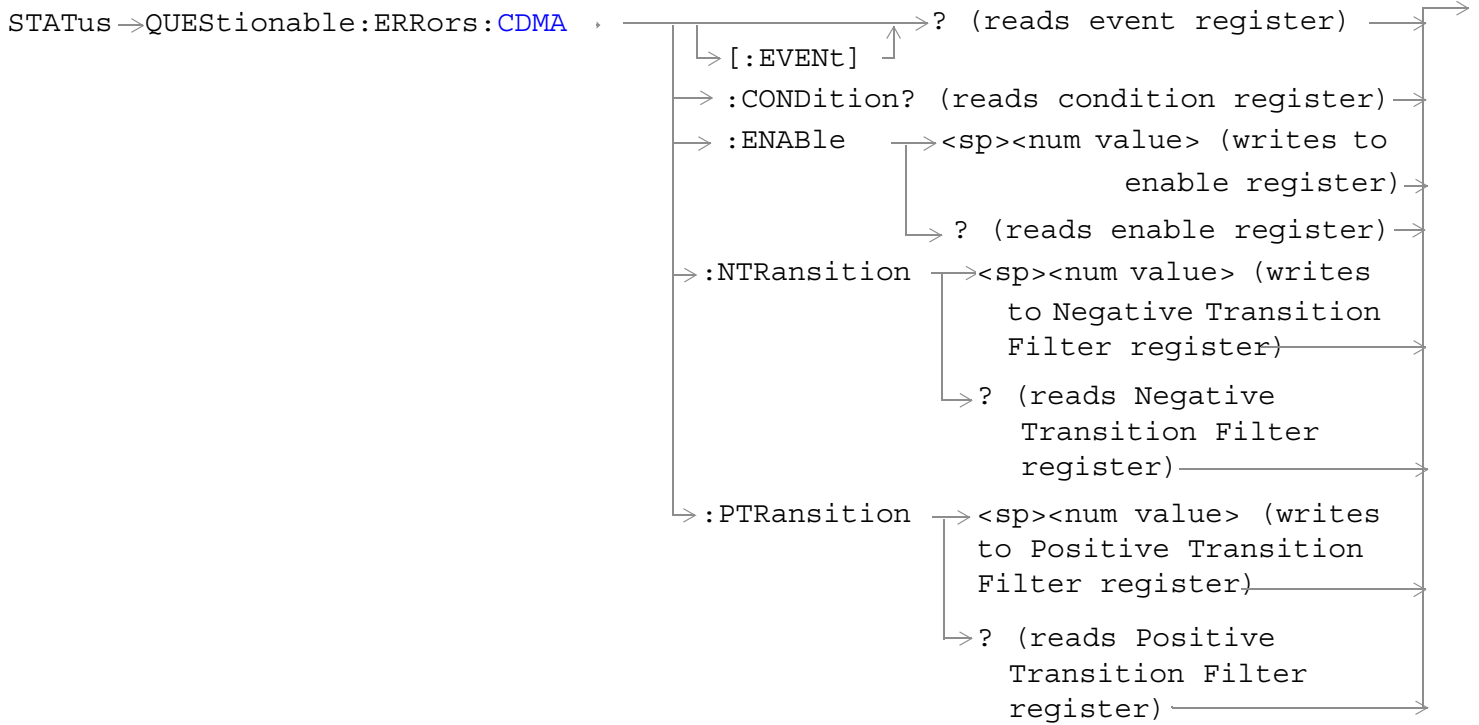 STATus QUEStionable:ERRors:CDMA ? (reads event register)
[:EVENt]
:CONDition? (reads condition register)
:ENABle <sp><num value> (writes to
enable register)
? (reads enable register)
:NTRansition <sp><num value> (writes
to Negative Transition
Filter register)
? (reads Negative
Transition Filter
register)
:PTRansition <sp><num value> (writes
to Positive Transition
Filter register)
? (reads Positive
Transition Filter
register)